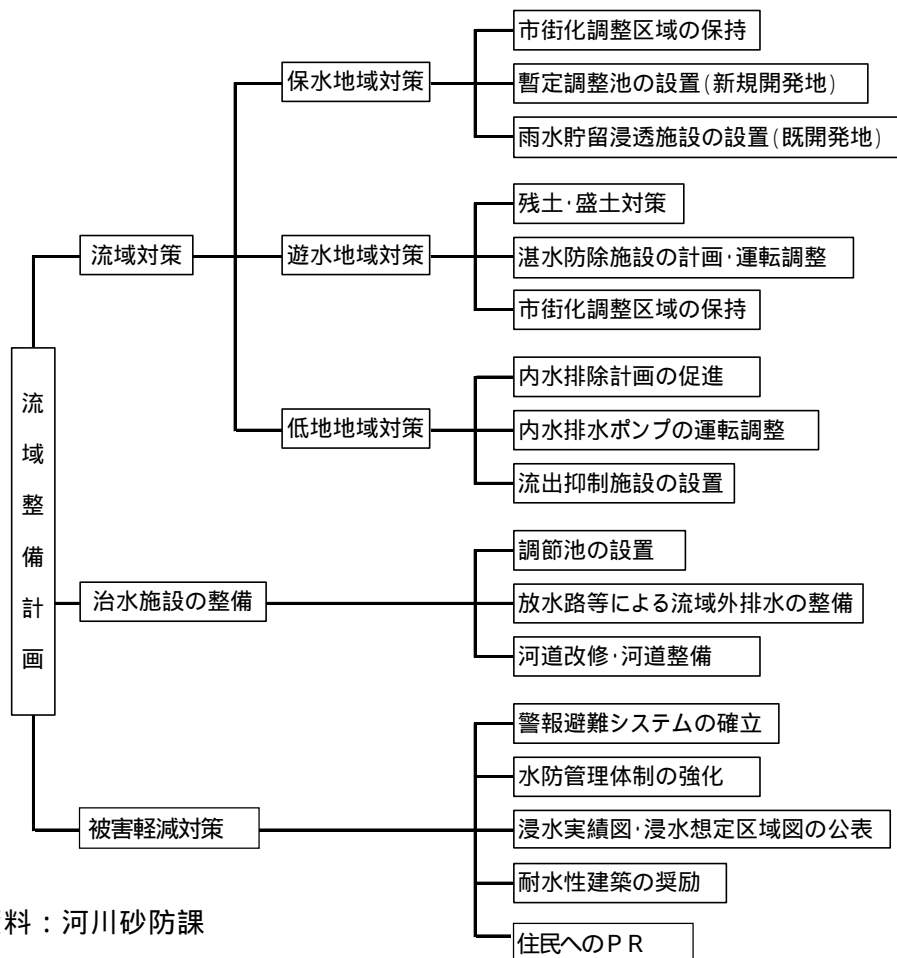 市街化調整区域の保持
保水地域対策
暫定調整池の設置(新規開発地)
雨水貯留浸透施設の設置(既開発地)
残土･盛土対策
流域対策
遊水地域対策
湛水防除施設の計画･運転調整
市街化調整区域の保持
流域整備計画
内水排除計画の促進
低地地域対策
内水排水ポンプの運転調整
流出抑制施設の設置
調節池の設置
治水施設の整備
放水路等による流域外排水の整備
河道改修･河道整備
警報避難システムの確立
水防管理体制の強化
被害軽減対策
浸水実績図･浸水想定区域図の公表
耐水性建築の奨励
住民へのPR
料：河川砂防課